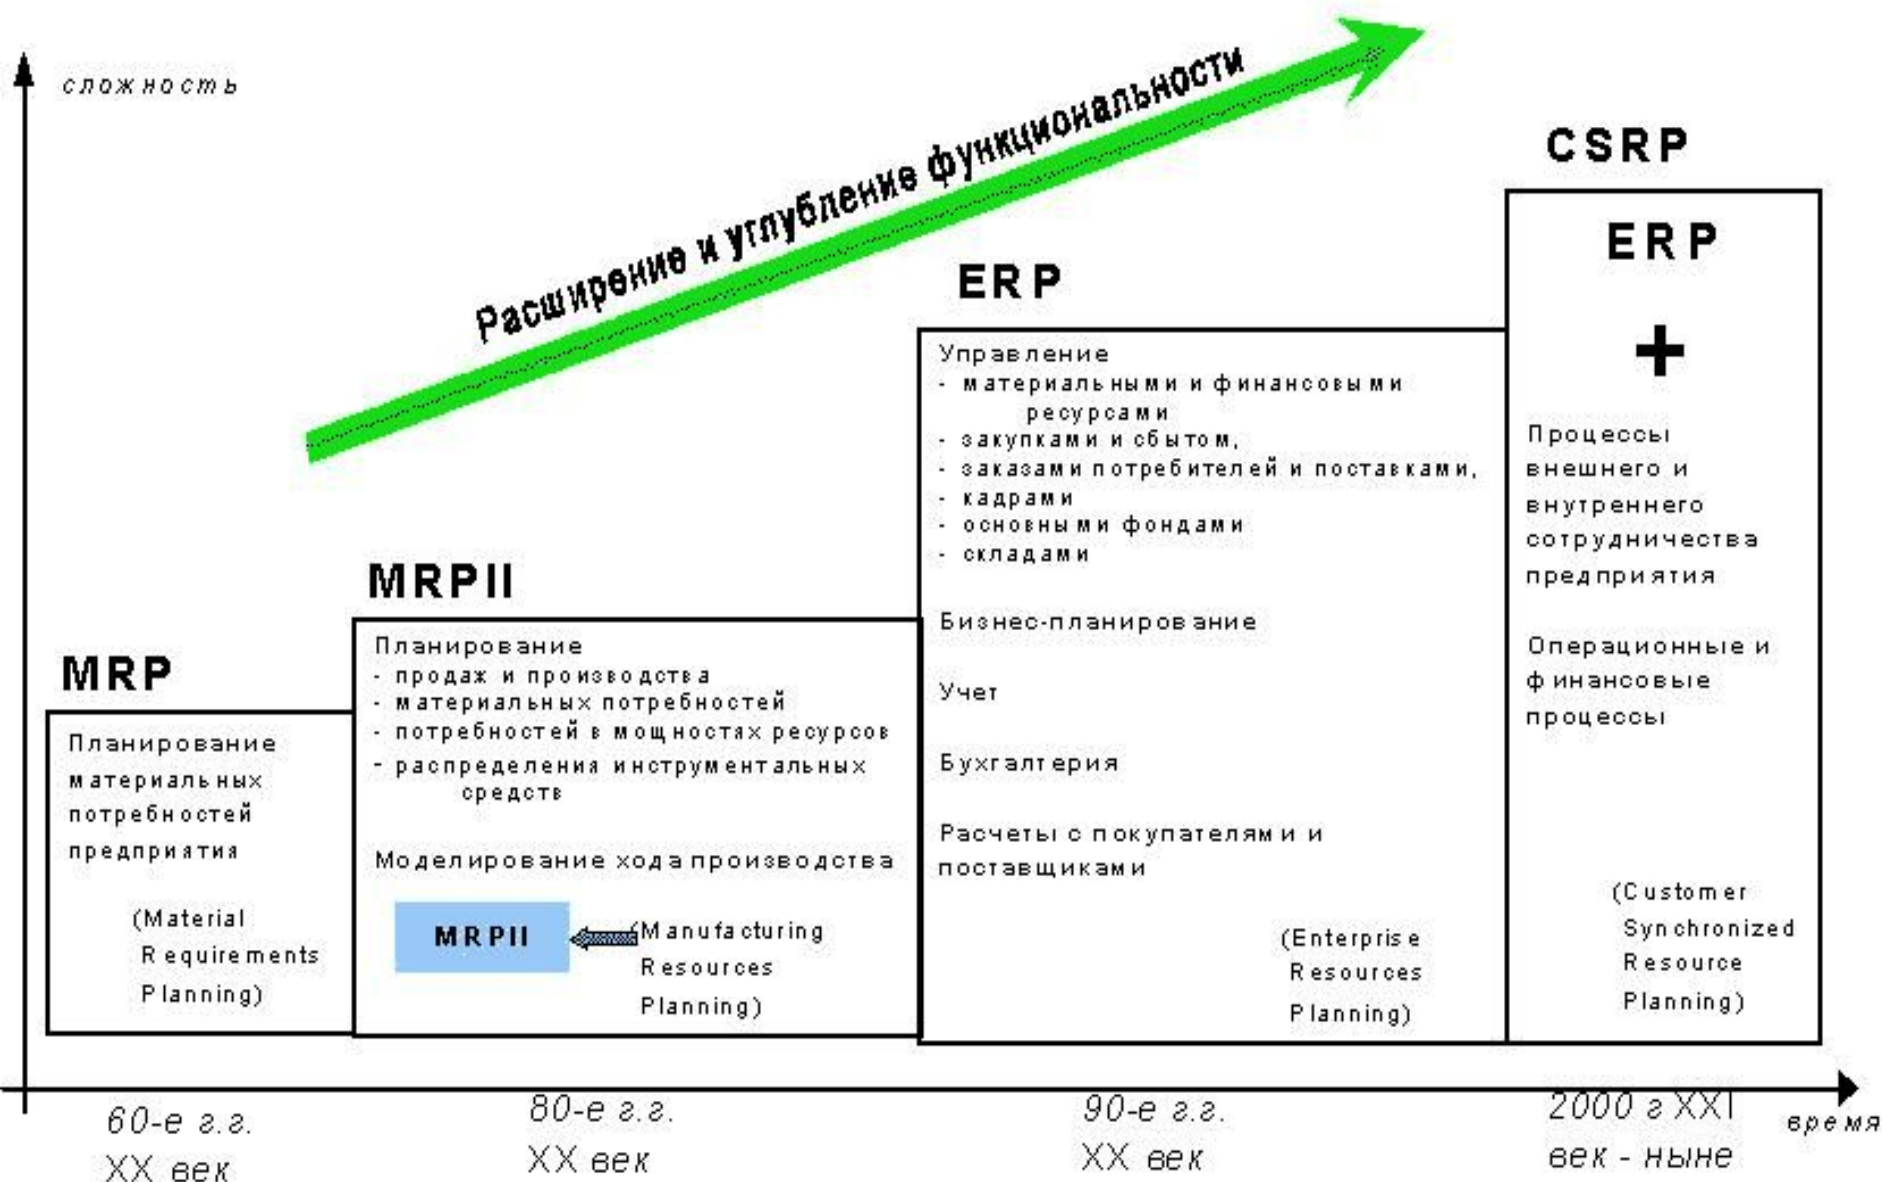 сложность
Расширение и углубление функциональности
CSRP
ERP
+
Процессы
внешнего и
внутреннего
сотрудничества
предприятия
Операционные и
финансовые
процессы
(Customer
Synchronized
Resource
Planning)
ERP
Управление
- материальными и финансовыми
ресурсами
- закупками и сбытом,
- заказами потребителей и поставками,
- кадрами
- основными фондами
- складами
Бизнес-планирование
Учет
Бухгалтерия
Расчеты с покупателями и
поставщиками
(Enterprise
Resources
Planning)
MRPII
Планирование
- продаж и производства
- материальных потребностей
- потребностей в мощностях ресурсов
- распределения инструментальных
средств
Моделирование хода производства
MRPII
(Manufacturing
Resources
Planning)
MRP
Планирование
материальных
потребностей
предприятия
(Material
Requirements
Planning)
60-е г.г.
XX век
80-е г.г.
XX век
90-е г.г.
XX век
2000 г XXI
век - ныне
время